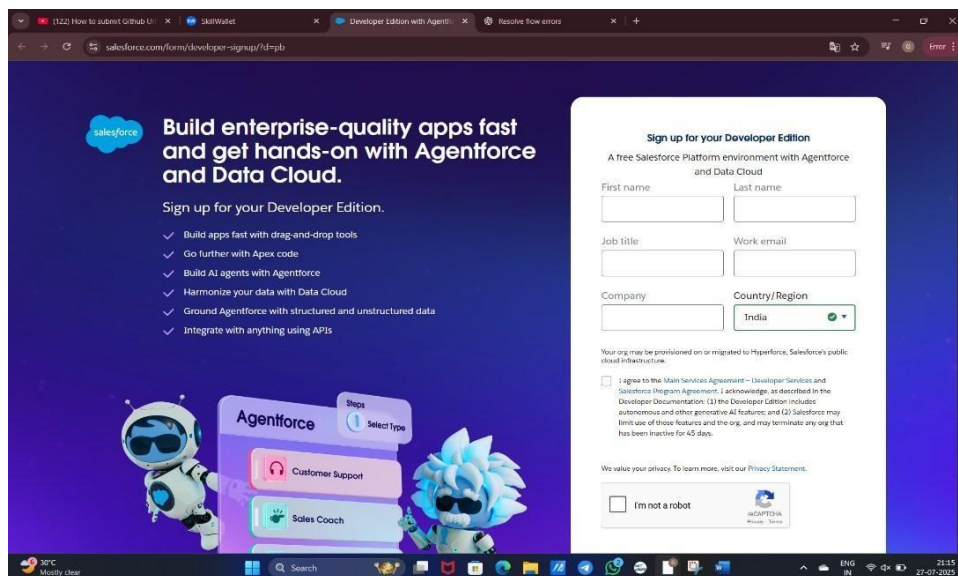 (122) How to submit Github Url
SkillWallet
Developer Edition with Agentfo
Resolve flow errors
salesforce.com/form/developer-signup/?d=pb
Error
salesforce
Build enterprise-quality apps fast
and get hands-on with Agentforce
and Data Cloud.
Sign up for your Developer Edition.
Build apps fast with drag-and-drop tools
Go further with Apex code
Build AI agents with Agentforce
Harmonize your data with Data Cloud
Ground Agentforce with structured and unstructured data
Integrate with anything using APIs
Agentforce
Steps
1 Select Type
Customer Support
Sales Coach
Sign up for your Developer Edition
A free Salesforce Platform environment with Agentforce
and Data Cloud
First name Last name
Job title Work email
Company Country/Region
India
Your org may be provisioned on or migrated to Hyperforce, Salesforce's public
cloud infrastructure.
I agree to the Main Services Agreement – Developer Services and
Salesforce Program Agreement. I acknowledge, as described in the
Developer Documentation: (1) the Developer Edition includes
autonomous and other generative AI features; and (2) Salesforce may
limit use of those features and the org, and may terminate any org that
has been inactive for 45 days.
We value your privacy. To learn more, visit our Privacy Statement.
I'm not a robot
reCAPTCHA
Privacy - Terms
30°C
Mostly clear
Search
ENG
IN
21:15
27-07-2025